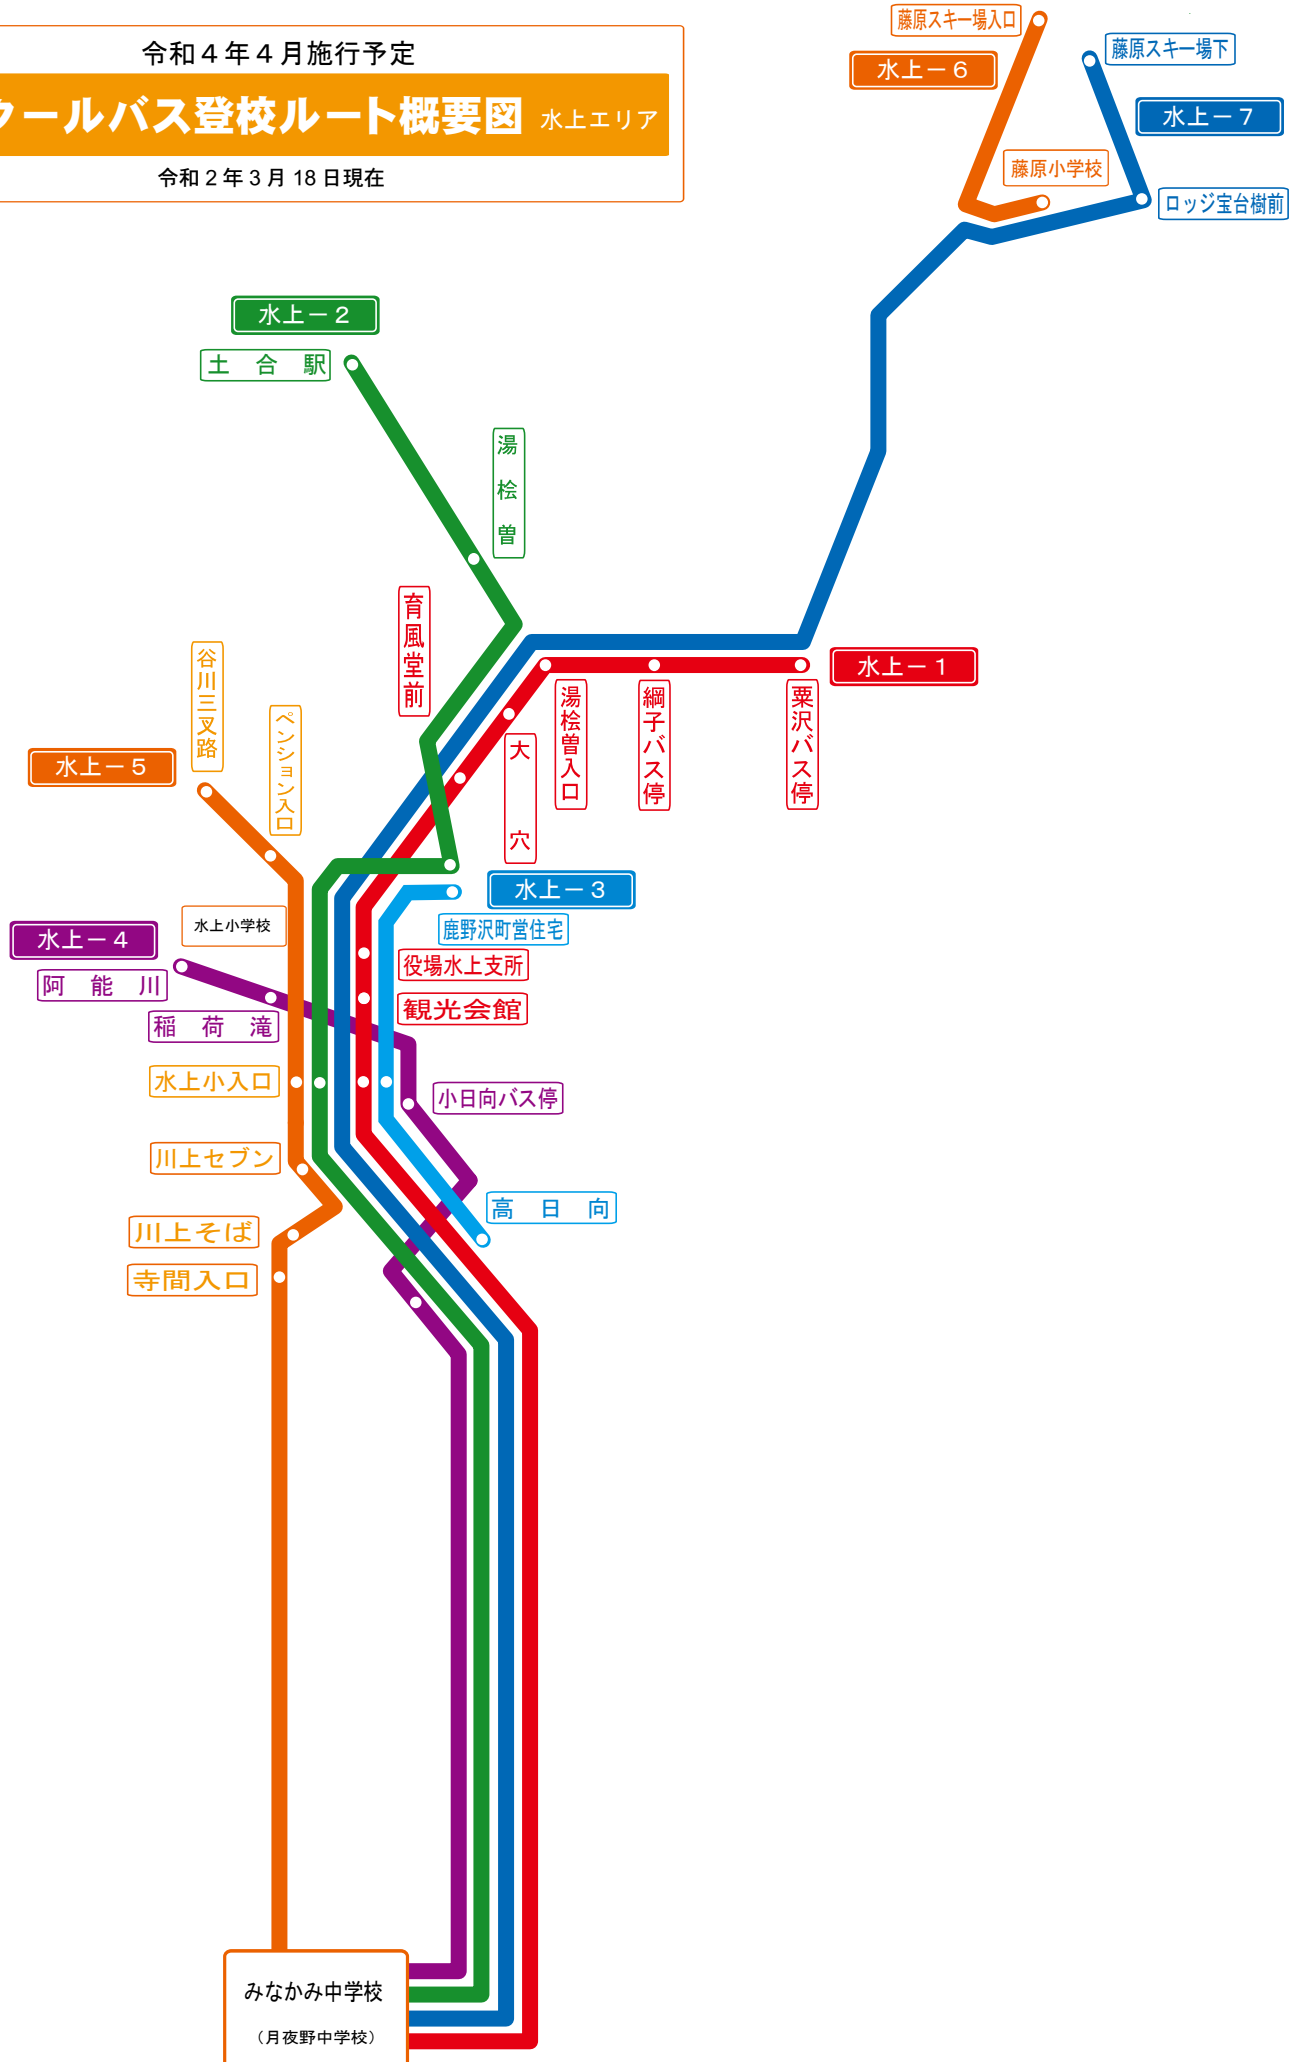 令和４年４月施行予定
クールバス登校ルート概要図 水上エリア
令和２年３月 18 日現在
藤原スキー場入口
水上－６
藤原スキー場下
水上－７
藤原小学校
ロッジ宝台樹前
水上－２
土合駅
湯桧曽
育風堂前
水上－１
湯桧曽入口
綱子バス停
粟沢バス停
大穴
谷川三叉路
ペンション入口
水上－５
水上－３
鹿野沢町営住宅
水上小学校
水上－４
役場水上支所
阿能川
観光会館
稲荷滝
水上小入口
小日向バス停
川上セブン
高日向
川上そば
寺間入口
みなかみ中学校
（月夜野中学校）